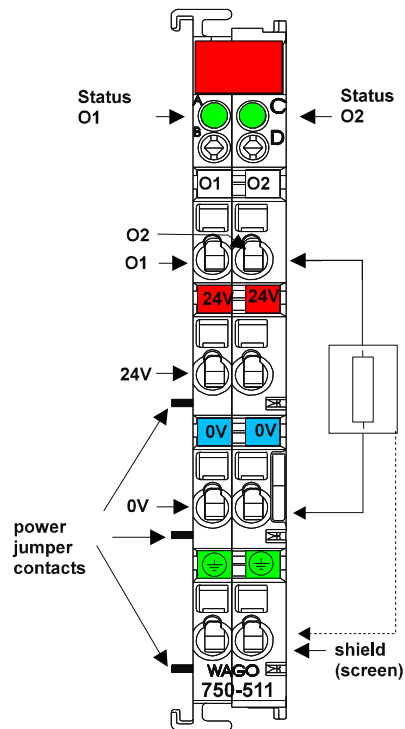 Status
O1
Status
O2
A
C
B
D
O1
O2
O2
O1
24V
24V
24V
0V
0V
0V
power
jumper
contacts
shield
(screen)
WAGO
750-511